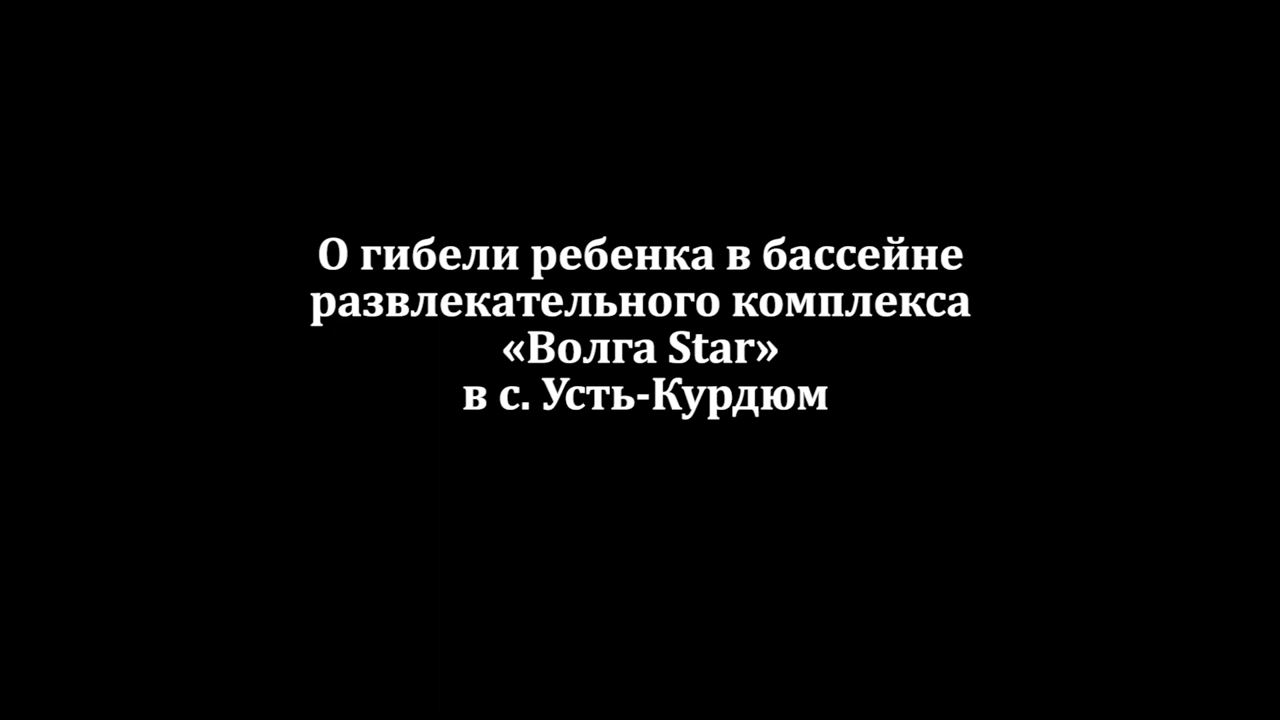 О гибели ребенка в бассейне
развлекательного комплекса
«Волга Star»
в с. Усть-Курдюм